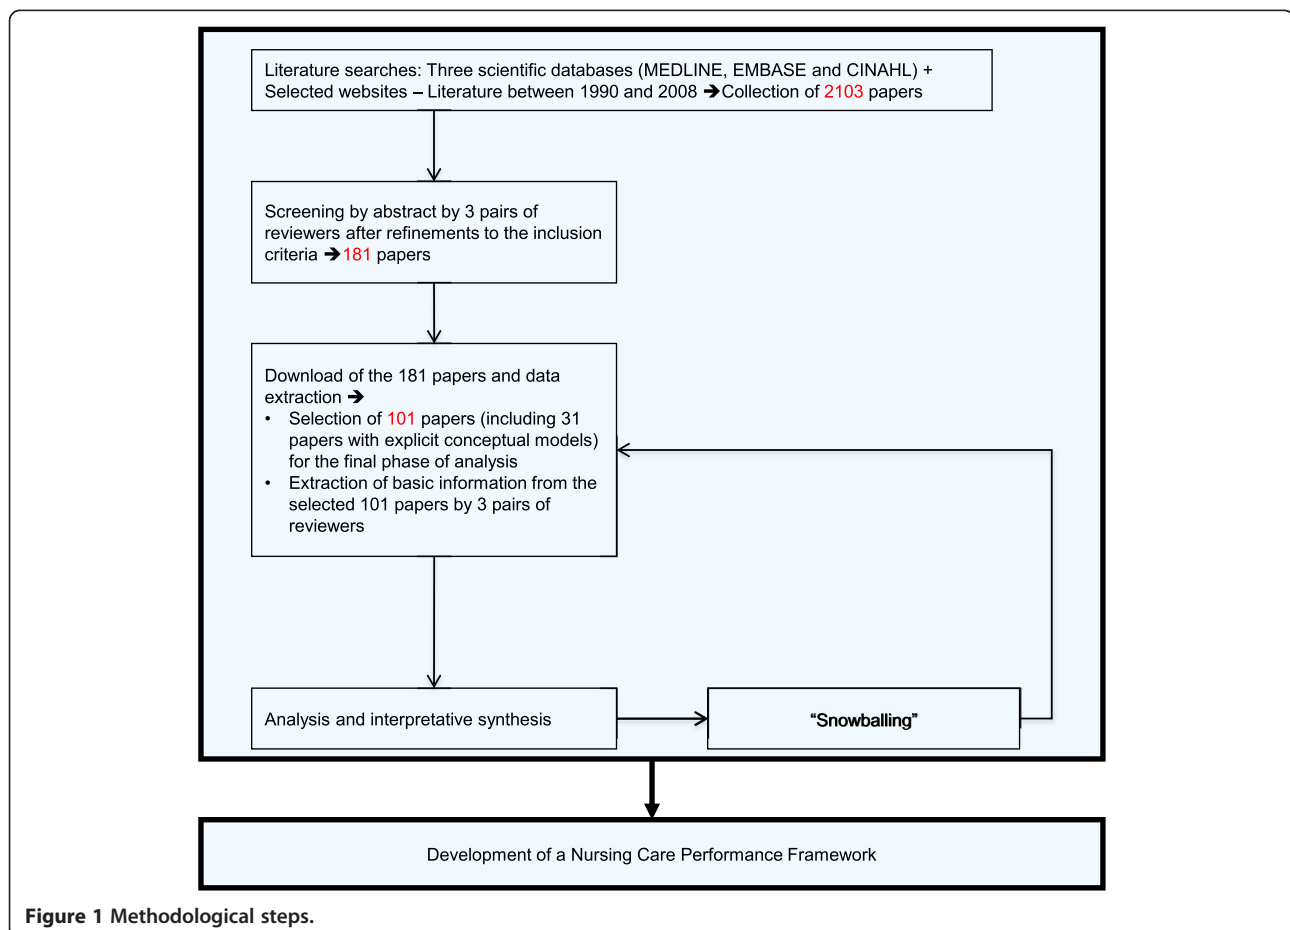 Literature searches: Three scientific databases (MEDLINE, EMBASE and CINAHL) +
Selected websites – Literature between 1990 and 2008 ➔Collection of 2103 papers
Screening by abstract by 3 pairs of
reviewers after refinements to the inclusion
criteria ➔181 papers
Download of the 181 papers and data
extraction ➔
• Selection of 101 papers (including 31
papers with explicit conceptual models)
for the final phase of analysis
• Extraction of basic information from the
selected 101 papers by 3 pairs of
reviewers
Analysis and interpretative synthesis
“Snowballing”
Development of a Nursing Care Performance Framework
Figure 1 Methodological steps.